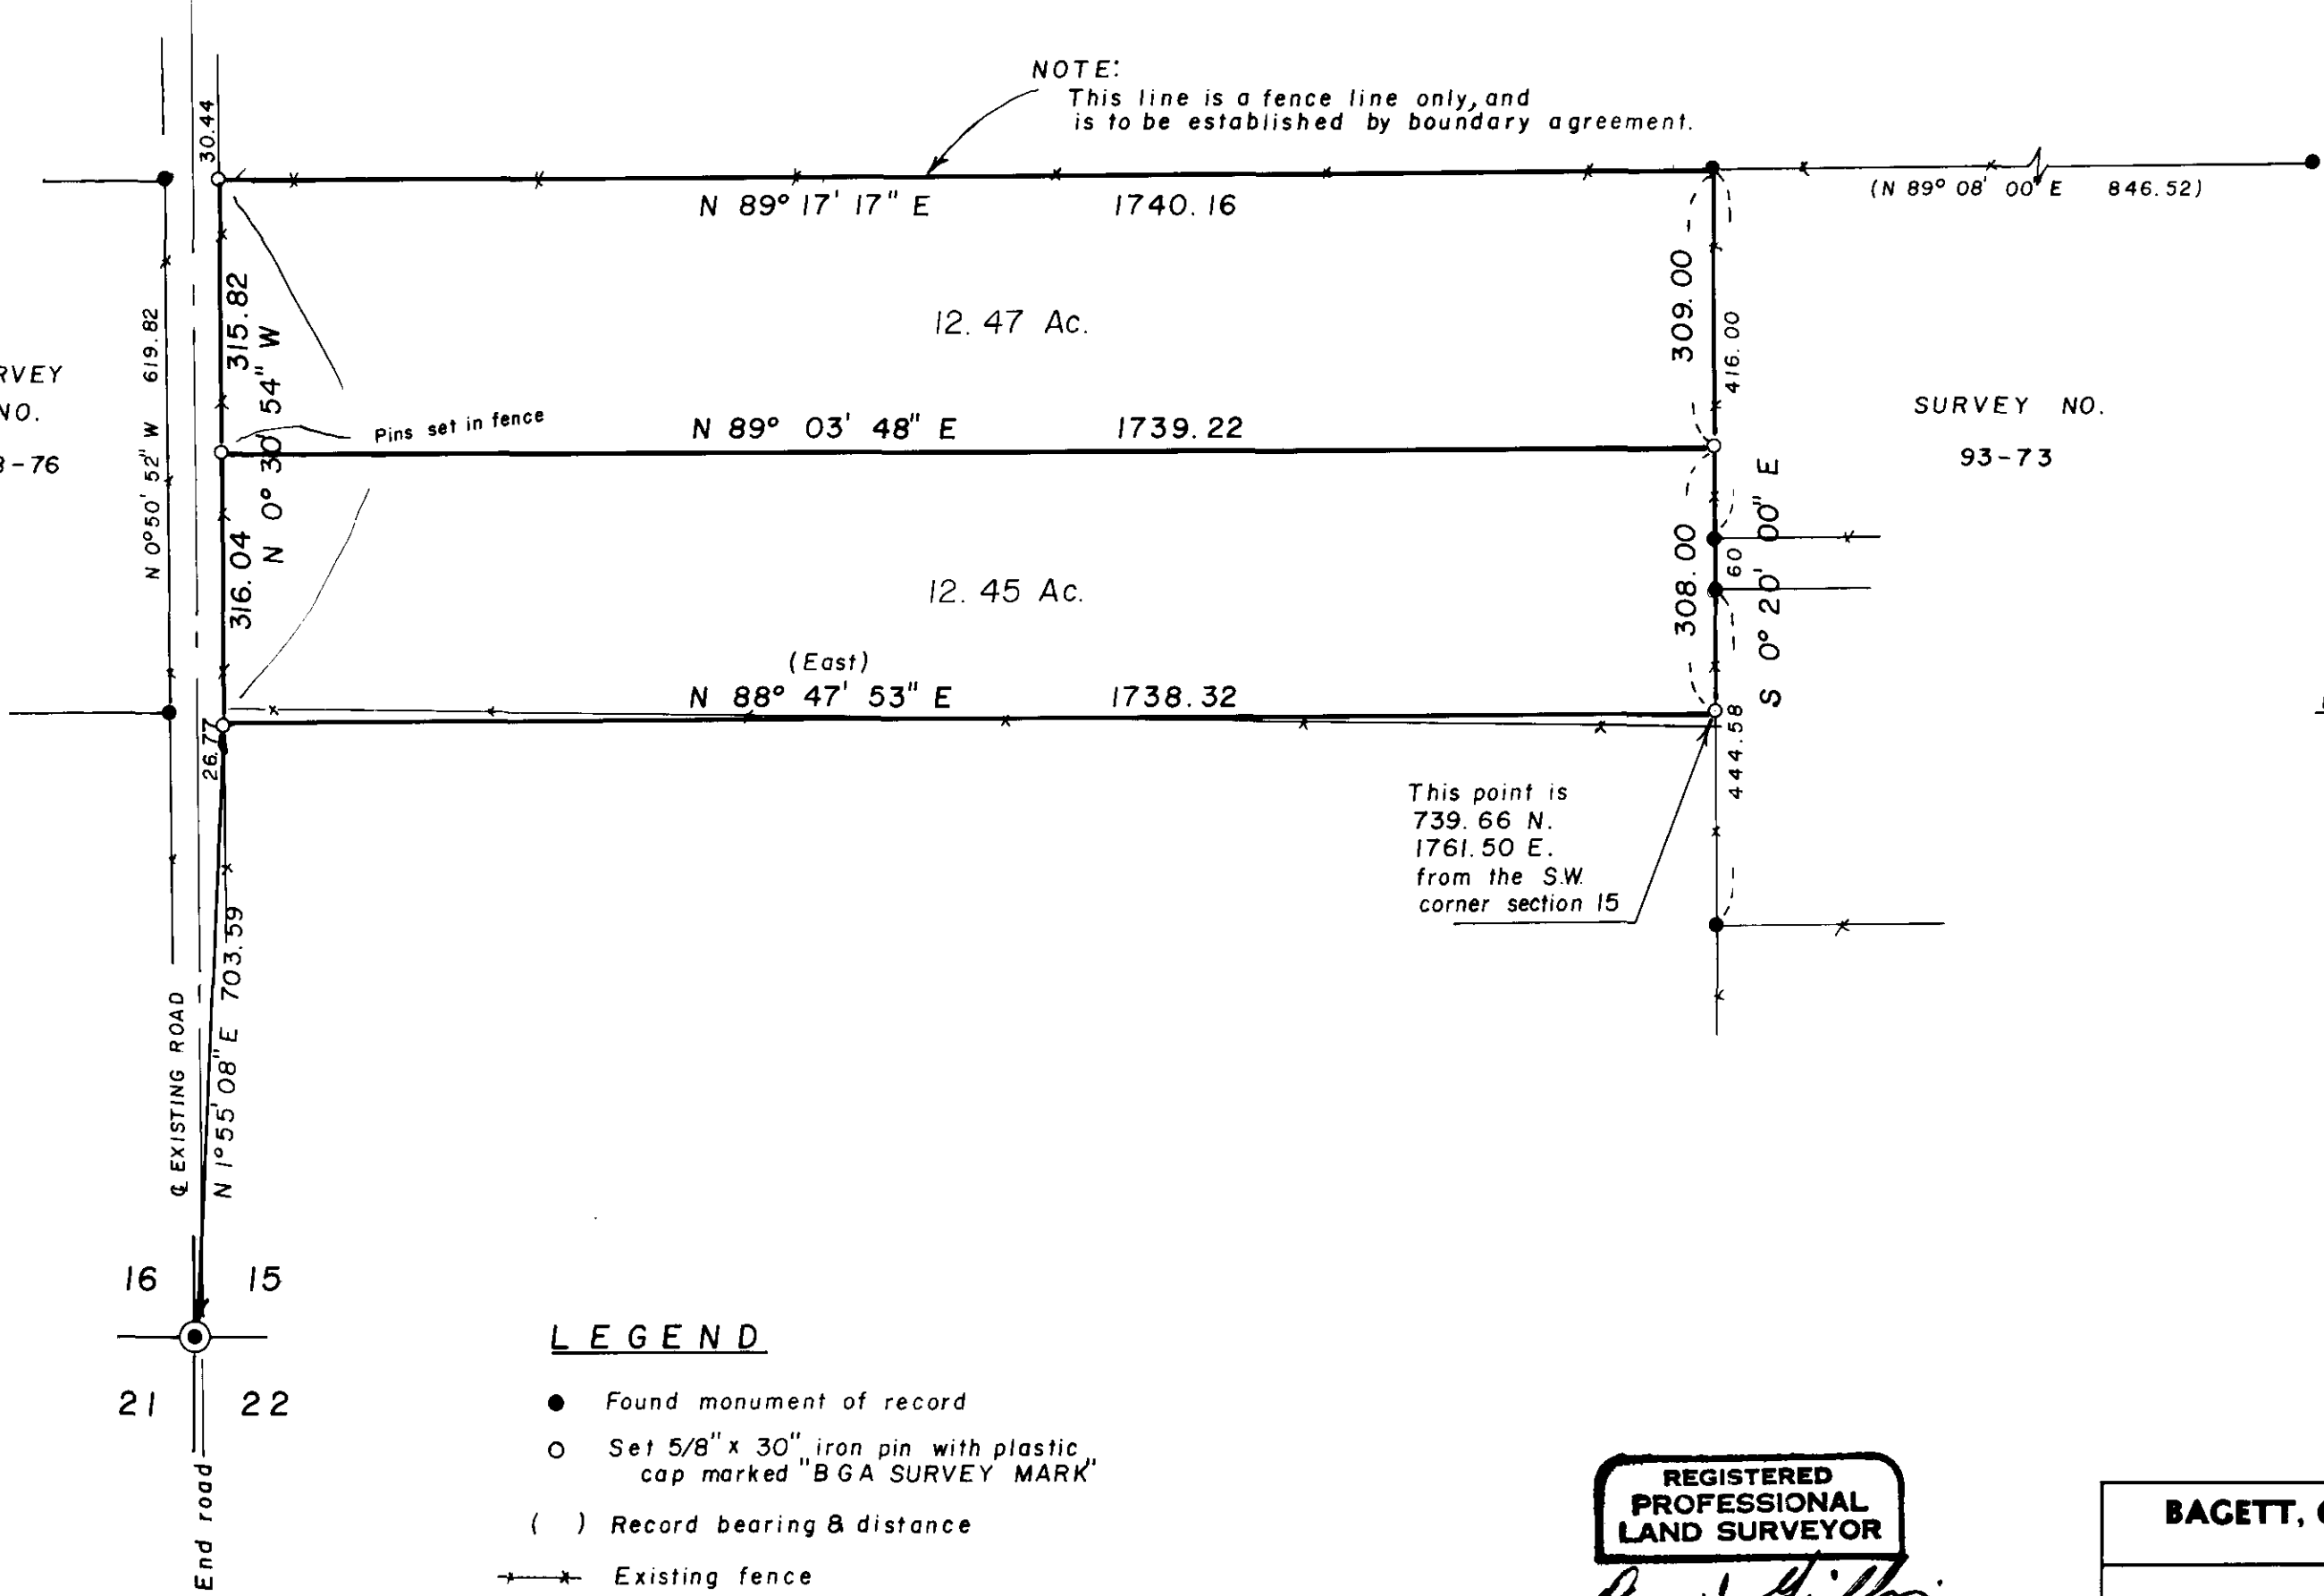 NOTE:
This line is a fence line only, and
is to be established by boundary agreement.
30.44
(N 89° 08' 00" E 846.52)
N 89° 17' 17" E 1740.16
315.82
N 0° 30' 54" W
619.82
N 0° 50' 52" W
12.47 Ac.
309.00
416.00
RVEY
NO.
3-76
SURVEY NO.
93-73
Pins set in fence
N 89° 03' 48" E 1739.22
316.04
12.45 Ac.
308.00
60
S 0° 20' 00" E
(East)
N 88° 47' 53" E 1738.32
26.77
444.58
This point is
739.66 N.
1761.50 E.
from the S.W.
corner section 15
N 1° 55' 08" E 703.59
℄ EXISTING ROAD
16 15
21 22
End road
LEGEND
● Found monument of record
○ Set 5/8" x 30" iron pin with plastic
cap marked "BGA SURVEY MARK"
( ) Record bearing & distance
Existing fence
REGISTERED
PROFESSIONAL
LAND SURVEYOR
BAGETT,